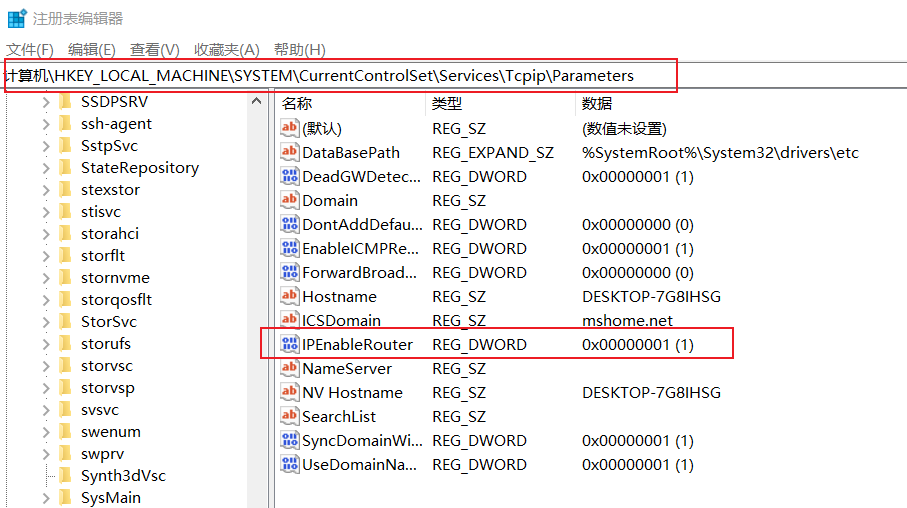 注册表编辑器
文件(F) 编辑(E) 查看(V) 收藏夹(A) 帮助(H)
计算机\HKEY_LOCAL_MACHINE\SYSTEM\CurrentControlSet\Services\Tcpip\Parameters
SSDPSRV
ssh-agent
SstpSvc
StateRepository
stexstor
stisvc
storahci
storflt
stornvme
storqosflt
StorSvc
storufs
storvsc
storvsp
svsvc
swenum
swprv
Synth3dVsc
SysMain
名称 类型 数据
(默认) REG_SZ (数值未设置)
DataBasePath REG_EXPAND_SZ %SystemRoot%\System32\drivers\etc
DeadGWDetec... REG_DWORD 0x00000001 (1)
Domain REG_SZ
DontAddDefau... REG_DWORD 0x00000000 (0)
EnableICMPRe... REG_DWORD 0x00000001 (1)
ForwardBroad... REG_DWORD 0x00000000 (0)
Hostname REG_SZ DESKTOP-7G8IHSG
ICSDomain REG_SZ mshome.net
IPEnableRouter REG_DWORD 0x00000001 (1)
NameServer REG_SZ
NV Hostname REG_SZ DESKTOP-7G8IHSG
SearchList REG_SZ
SyncDomainWi... REG_DWORD 0x00000001 (1)
UseDomainNa... REG_DWORD 0x00000001 (1)